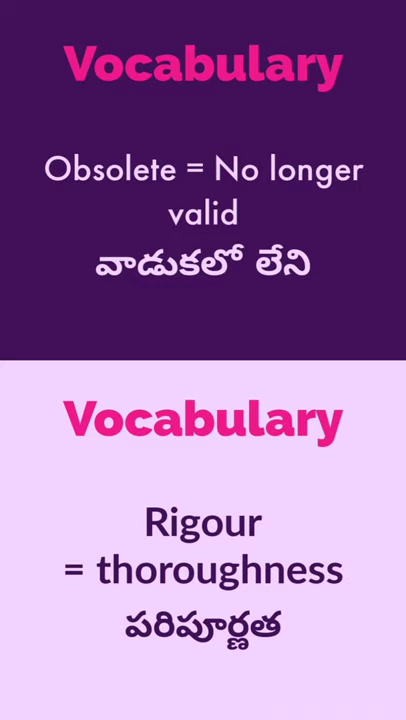 Vocabulary
Obsolete = No longer
valid
వాడుకలో లేని
Vocabulary
Rigour
= thoroughness
పరిపూర్ణత